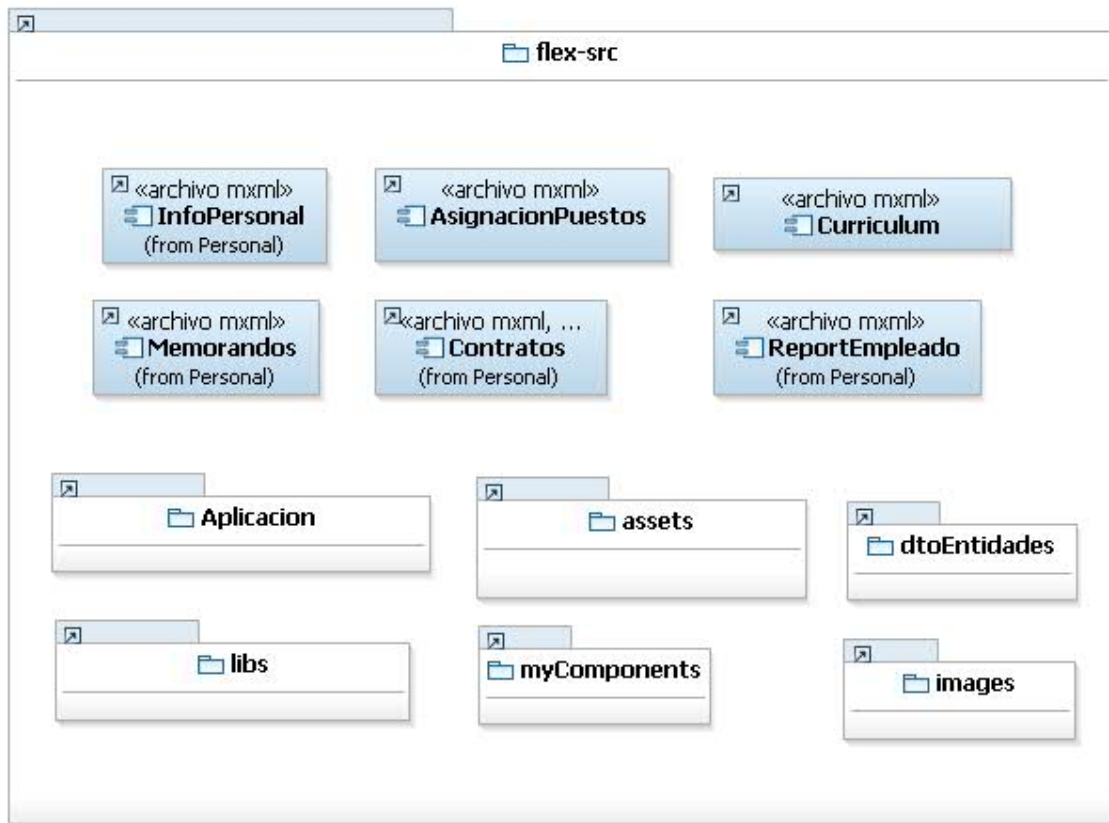 flex-src
«archivo mxml»
InfoPersonal
(from Personal)
«archivo mxml»
AsignacionPuestos
«archivo mxml»
Curriculum
«archivo mxml»
Memorandos
(from Personal)
«archivo mxml, ...
Contratos
(from Personal)
«archivo mxml»
ReportEmpleado
(from Personal)
Aplicacion
assets
dtoEntidades
libs
myComponents
images